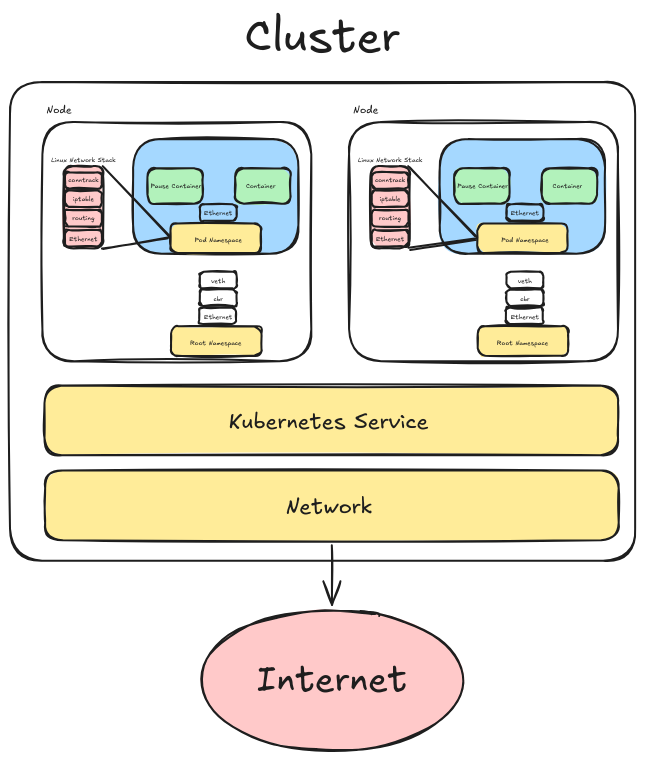 Cluster
Node
Linux Network Stack
conntrack
iptable
routing
Ethernet
Pause Container
Container
Ethernet
Pod Namespace
veth
cbr
Ethernet
Root Namespace
Node
Linux Network Stack
conntrack
iptable
routing
Ethernet
Pause Container
Container
Ethernet
Pod Namespace
veth
cbr
Ethernet
Root Namespace
Kubernetes Service
Network
Internet